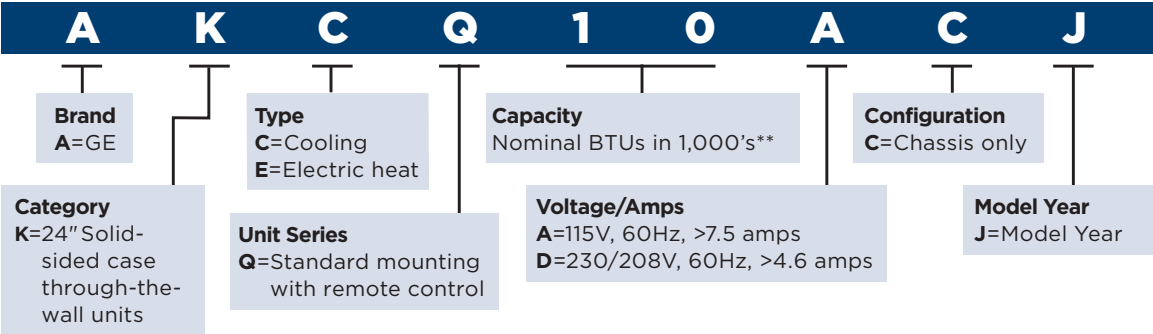 A K C Q 1 0 A C J
Brand
A=GE
Type
C=Cooling
E=Electric heat
Capacity
Nominal BTUs in 1,000’s**
Configuration
C=Chassis only
Category
K=24" Solid-
sided case
through-the-
wall units
Unit Series
Q=Standard mounting
with remote control
Voltage/Amps
A=115V, 60Hz, >7.5 amps
D=230/208V, 60Hz, >4.6 amps
Model Year
J=Model Year